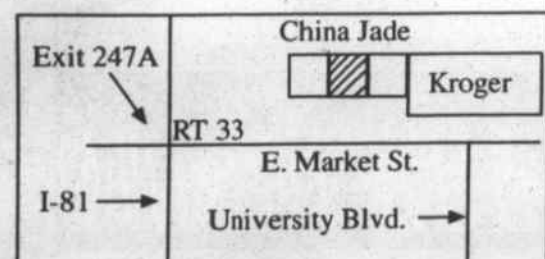 China Jade
Exit 247A
Kroger
RT 33
E. Market St.
I-81
University Blvd.